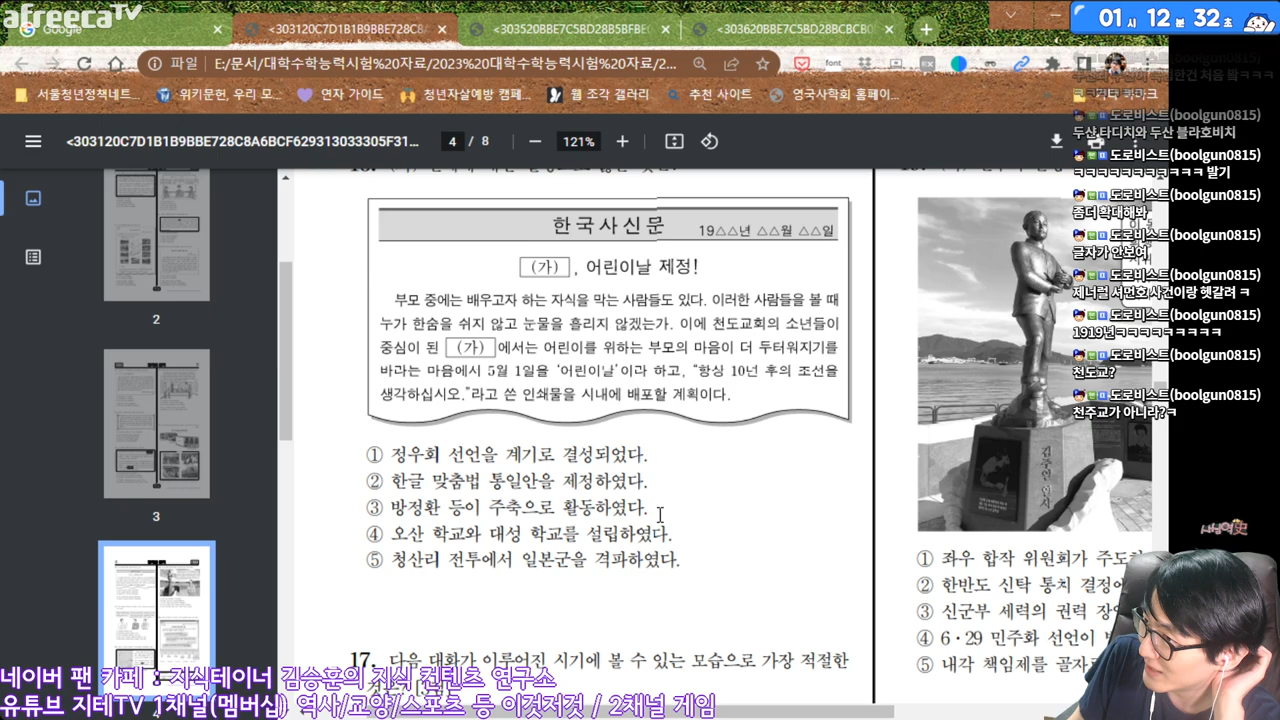 afreecaTV
Google
<303120C7D1B1B9BBE728C8A
<303520BBE7C5BD28B5BFBE
<303620BBE7C5BD28BCBCB0
01시 12분 32초
파일
E:/문서/대학수학능력시험%20자료/2023%20대학수학능력시험%20자료/2...
서울청년정책네트...
위키문헌, 우리 모...
연자 가이드
청년자살예방 캠페...
웹 조각 갤러리
추천 사이트
영국사학회 홈페이...
<303120C7D1B1B9BBE728C8A6BCF629313033305F31...
4 / 8
121%
도로비스트(boolgun0815)
두샨 타디치와 두산 블라호비치
도로비스트(boolgun0815)
ㅋㅋㅋㅋㅋㅋㅋㅋㅋㅋㅋ 발기
도로비스트(boolgun0815)
좀더 확대해봐
도로비스트(boolgun0815)
글자가 안보여
도로비스트(boolgun0815)
제너럴 셔먼호 사건이랑 헷갈려 ㅋ
도로비스트(boolgun0815)
1919년ㅋㅋㅋㅋㅋㅋㅋㅋㅋ
도로비스트(boolgun0815)
천도교?
도로비스트(boolgun0815)
천주교가 아니라?ㅋ
2
3
한국사신문
19△△년 △△월 △△일
(가) , 어린이날 제정!
부모 중에는 배우고자 하는 자식을 막는 사람들도 있다. 이러한 사람들을 볼 때
누가 한숨을 쉬지 않고 눈물을 흘리지 않겠는가. 이에 천도교회의 소년들이
중심이 된 (가) 에서는 어린이를 위하는 부모의 마음이 더 두터워지기를
바라는 마음에서 5월 1일을 ‘어린이날’이라 하고, “항상 10년 후의 조선을
생각하십시오.”라고 쓴 인쇄물을 시내에 배포할 계획이다.
① 정우회 선언을 계기로 결성되었다.
② 한글 맞춤법 통일안을 제정하였다.
③ 방정환 등이 주축으로 활동하였다.
④ 오산 학교와 대성 학교를 설립하였다.
⑤ 청산리 전투에서 일본군을 격파하였다.
17. 다음 대화가 이루어진 시기에 볼 수 있는 모습으로 가장 적절한
김주열 열사
① 좌우 합작 위원회가 주도
② 한반도 신탁 통치 결정에
③ 신군부 세력의 권력 장
④ 6·29 민주화 선언이
⑤ 내각 책임제를 골자
네이버 팬 카페 : 지식테이너 김승훈의 지식 컨텐츠 연구소
유튜브 지테TV 1채널(멤버십) 역사/교양/스포츠 등 이것저것 / 2채널 게임